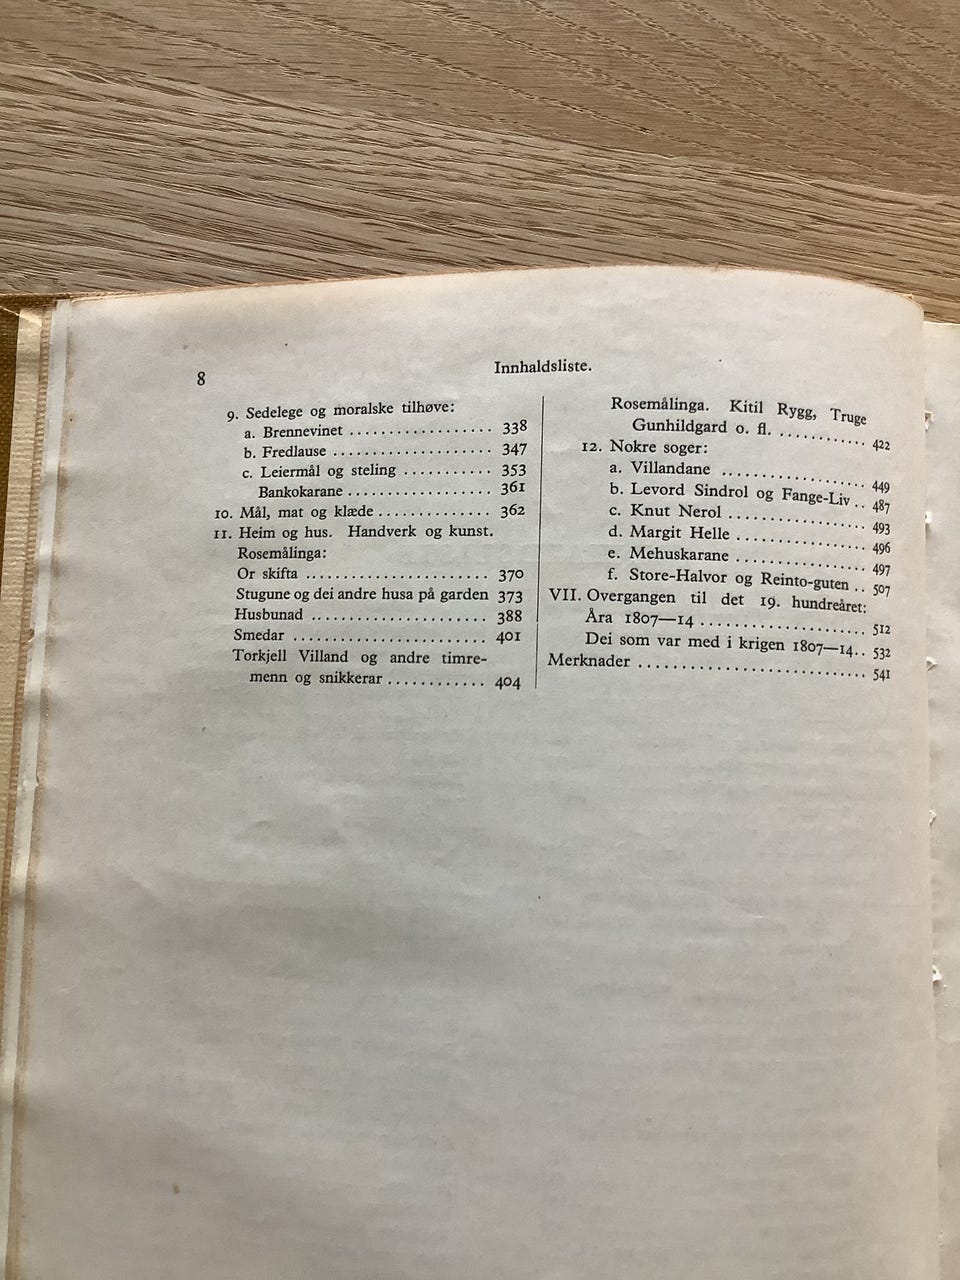 8
Innhaldsliste.
9. Sedelege og moralske tilhøve:
a. Brennevinet .................. 338
b. Fredlause ...................... 347
c. Leiermål og steling ............ 353
Bankokarane .................... 361
10. Mål, mat og klæde .............. 362
11. Heim og hus. Handverk og kunst.
Rosemålinga:
Or skifta ......................... 370
Stugune og dei andre husa på garden 373
Husbunad ........................ 388
Smedar ........................... 401
Torkjell Villand og andre timre-
menn og snikkerar ............ 404
Rosemålinga. Kitil Rygg, Truge
Gunhildgard o. fl. ............ 422
12. Nokre soger:
a. Villandane .................... 449
b. Levord Sindrol og Fange-Liv .. 487
c. Knut Nerol ................... 493
d. Margit Helle .................. 496
e. Mehuskarane ................. 497
f. Store-Halvor og Reinto-guten .. 507
VII. Overgangen til det 19. hundreåret:
Åra 1807—14 ..................... 512
Dei som var med i krigen 1807—14.. 532
Merknader ............................. 541